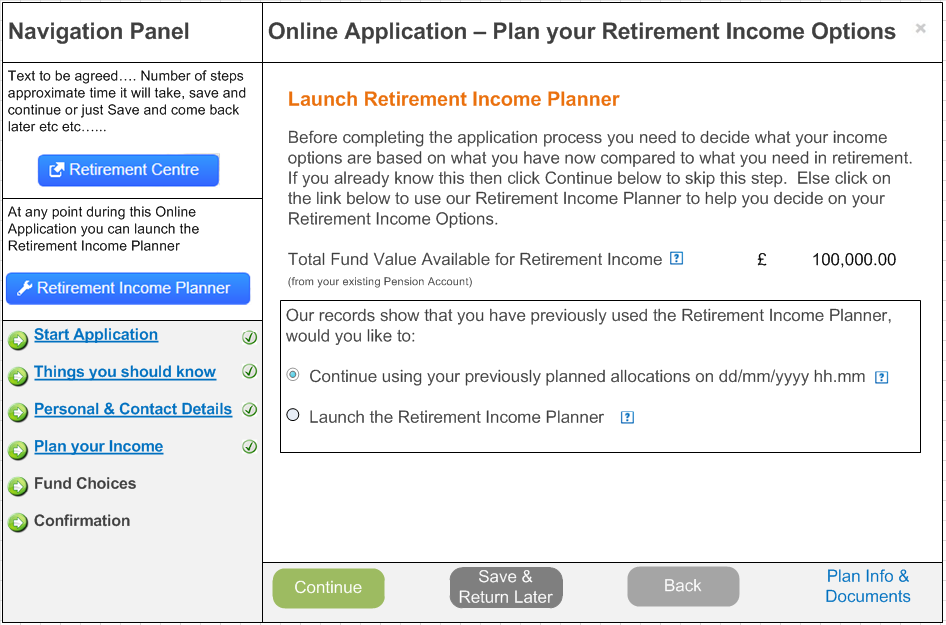 Navigation Panel
Text to be agreed…. Number of steps
approximate time it will take, save and
continue or just Save and come back
later etc etc…...
Retirement Centre
At any point during this Online
Application you can launch the
Retirement Income Planner
Retirement Income Planner
Start Application
Things you should know
Personal & Contact Details
Plan your Income
Fund Choices
Confirmation
Online Application – Plan your Retirement Income Options ×
Launch Retirement Income Planner
Before completing the application process you need to decide what your income
options are based on what you have now compared to what you need in retirement.
If you already know this then click Continue below to skip this step.  Else click on
the link below to use our Retirement Income Planner to help you decide on your
Retirement Income Options.
Total Fund Value Available for Retirement Income ? £ 100,000.00
(from your existing Pension Account)
Our records show that you have previously used the Retirement Income Planner,
would you like to:
Continue using your previously planned allocations on dd/mm/yyyy hh.mm ?
Launch the Retirement Income Planner ?
Continue
Save &
Return Later
Back
Plan Info &
Documents